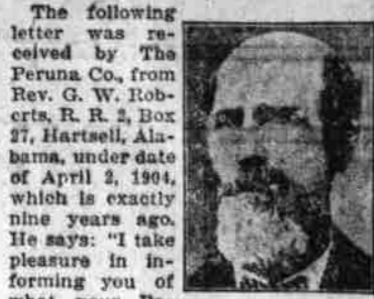 The following
letter was re-
ceived by The
Peruna Co., from
Rev. G. W. Rob-
erts, R. R. 2, Box
27, Hartsell, Ala-
bama, under date
of April 2, 1904,
which is exactly
nine years ago.
He says: "I take
pleasure in in-
forming you of
what your